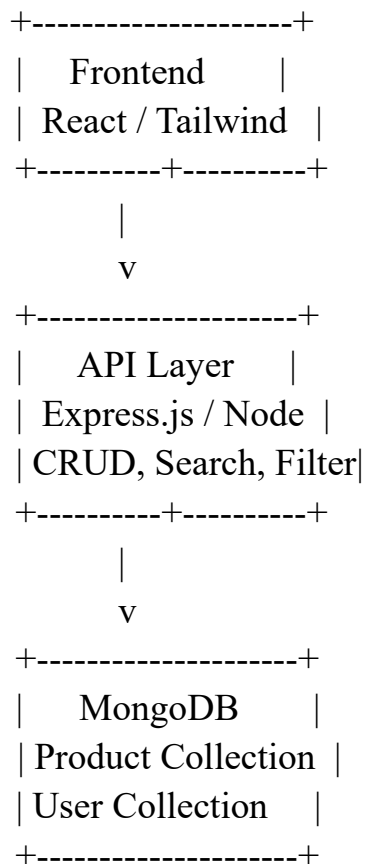 +---------------------+
|     Frontend        |
|  React / Tailwind   |
+----------+----------+
|
v
+---------------------+
|     API Layer      |
|  Express.js / Node  |
| CRUD, Search, Filter|
+----------+----------+
|
v
+---------------------+
|     MongoDB        |
| Product Collection  |
| User Collection     |
+---------------------+